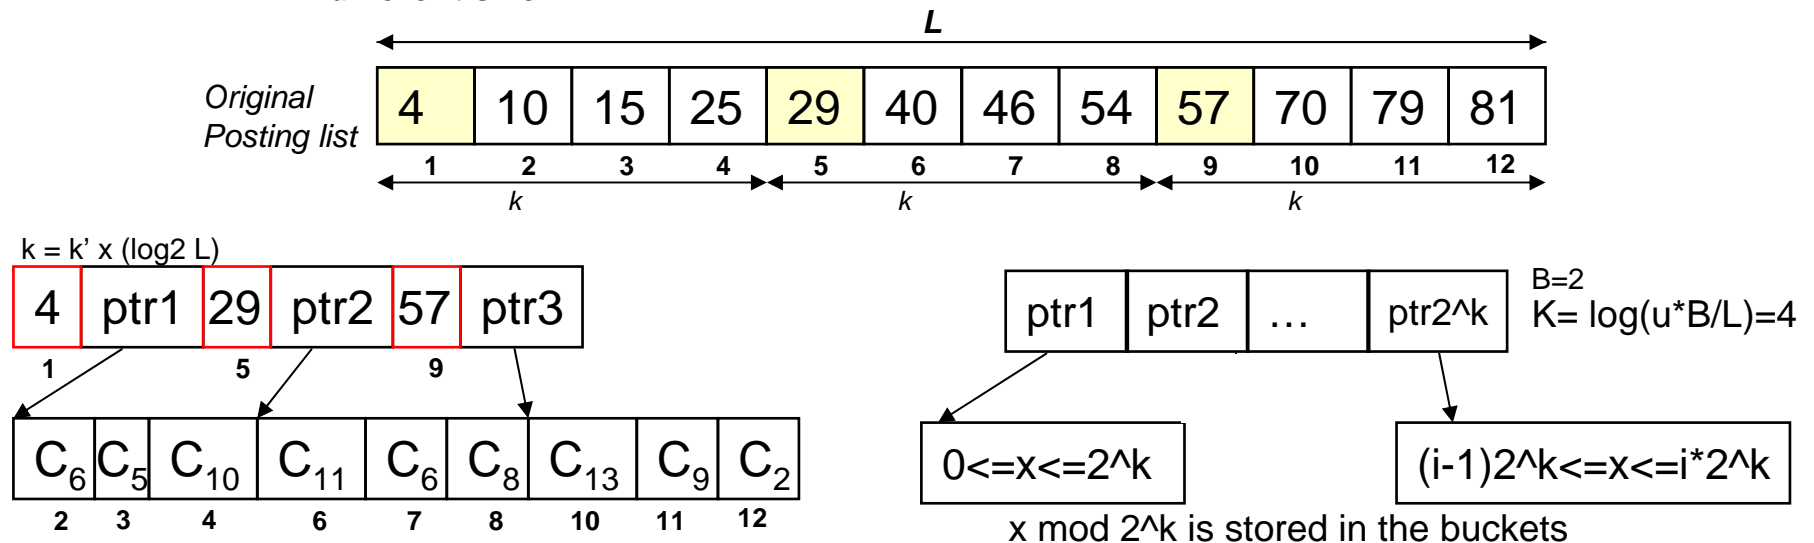 L
Original
Posting list
4 10 15 25 29 40 46 54 57 70 79 81
1 2 3 4 5 6 7 8 9 10 11 12
k k k
k = k' x (log2 L)
4 ptr1 29 ptr2 57 ptr3
1 5 9
C6 C5 C10 C11 C6 C8 C13 C9 C2
2 3 4 6 7 8 10 11 12
ptr1 ptr2 ... ptr2^k
B=2
K= log(u*B/L)=4
0<=x<=2^k
(i-1)2^k<=x<=i*2^k
x mod 2^k is stored in the buckets